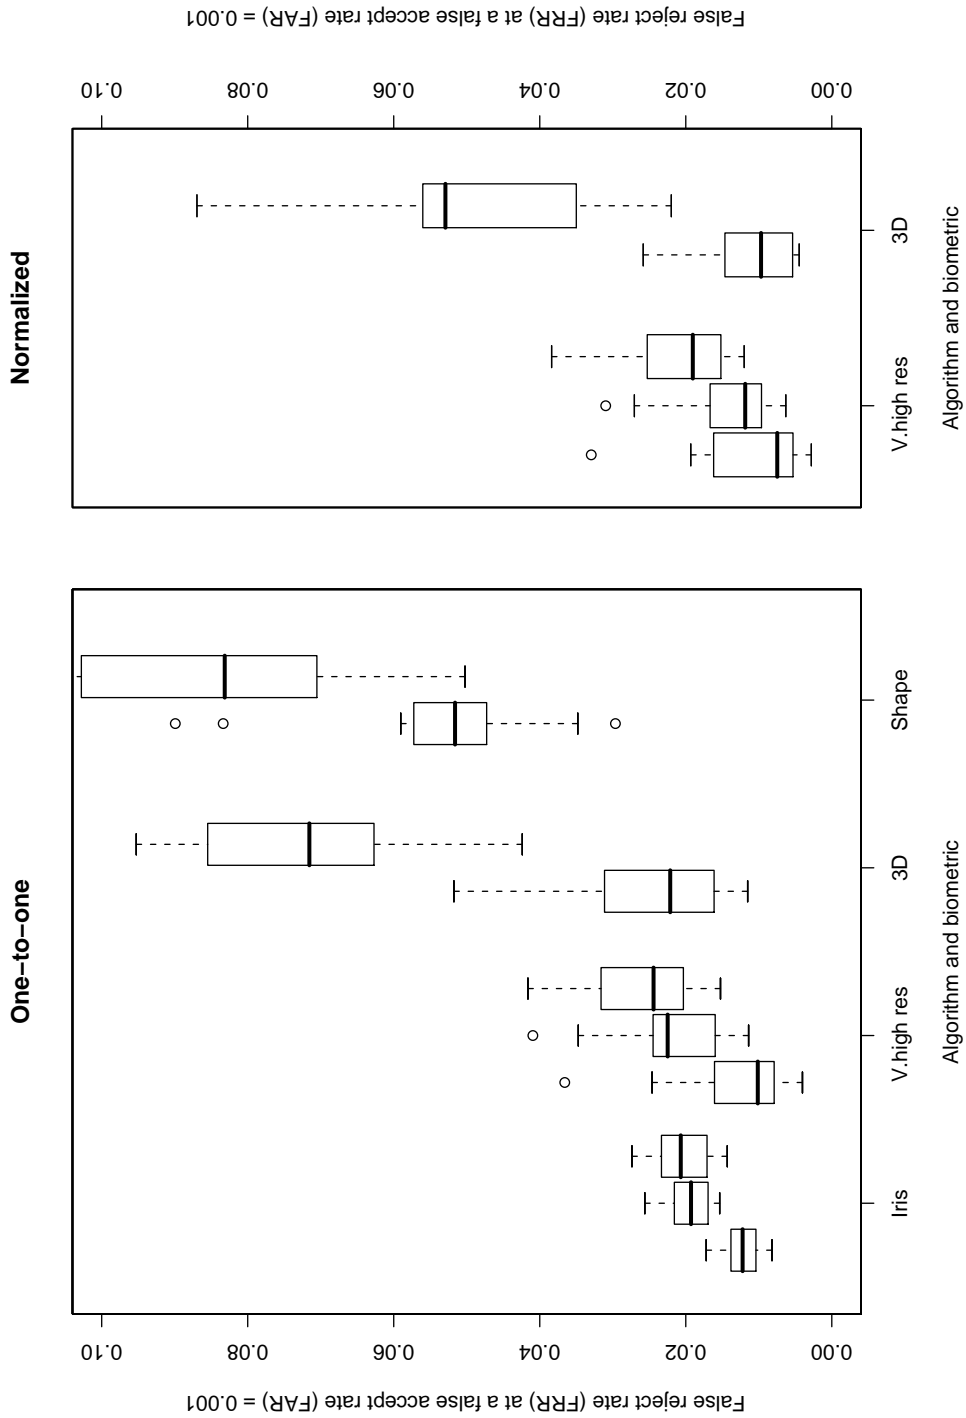 One−to−one
False reject rate (FRR) at a false accept rate (FAR) = 0.001
0.10
0.08
0.06
0.04
0.02
0.00
Iris
V.high res
3D
Shape
Algorithm and biometric
Normalized
V.high res
3D
Algorithm and biometric
0.10
0.08
0.06
0.04
0.02
0.00
False reject rate (FRR) at a false accept rate (FAR) = 0.001